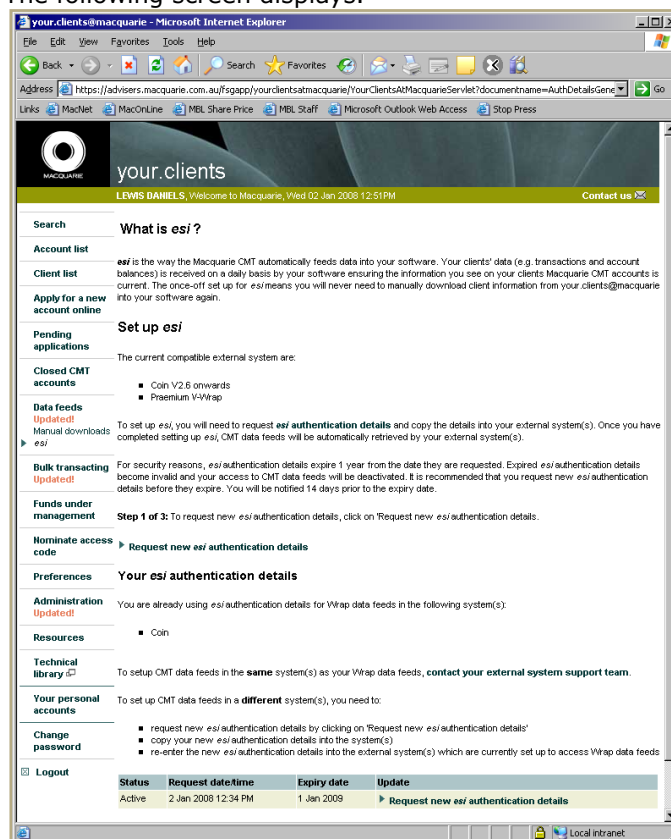 The following screen displays:
your.clients@macquarie - Microsoft Internet Explorer
File Edit View Favorites Tools Help
Back Search Favorites
Address https://advisers.macquarie.com.au/fsgapp/yourclientsatmacquarie/YourClientsAtMacquarieServlet?documentname=AuthDetailsGene Go
Links MacNet MacOnLine MBL Share Price MBL Staff Microsoft Outlook Web Access Stop Press
MACQUARIE
your.clients
LEWIS DANIELS, Welcome to Macquarie, Wed 02 Jan 2008 12:51PM Contact us
Search
Account list
Client list
Apply for a new
account online
Pending
applications
Closed CMT
accounts
Data feeds
Updated!
Manual downloads
esi
Bulk transacting
Updated!
Funds under
management
Nominate access
code
Preferences
Administration
Updated!
Resources
Technical
library
Your personal
accounts
Change
password
Logout
What is esi ?
esi is the way the Macquarie CMT automatically feeds data into your software. Your clients' data (e.g. transactions and account
balances) is received on a daily basis by your software ensuring the information you see on your clients Macquarie CMT accounts is
current. The once-off set up for esi means you will never need to manually download client information from your.clients@macquarie
into your software again.
Set up esi
The current compatible external system are:
Coin V2.6 onwards
Praemium V-Wrap
To set up esi, you will need to request esi authentication details and copy the details into your external system(s). Once you have
completed setting up esi, CMT data feeds will be automatically retrieved by your external system(s).
For security reasons, esi authentication details expire 1 year from the date they are requested. Expired esi authentication details
become invalid and your access to CMT data feeds will be deactivated. It is recommended that you request new esi authentication
details before they expire. You will be notified 14 days prior to the expiry date.
Step 1 of 3: To request new esi authentication details, click on 'Request new esi authentication details.
Request new esi authentication details
Your esi authentication details
You are already using esi authentication details for Wrap data feeds in the following system(s):
Coin
To setup CMT data feeds in the same system(s) as your Wrap data feeds, contact your external system support team.
To set up CMT data feeds in a different system(s), you need to:
request new esi authentication details by clicking on 'Request new esi authentication details'
copy your new esi authentication details into the system(s)
re-enter the new esi authentication details into the external system(s) which are currently set up to access Wrap data feeds
Status Request date/time Expiry date Update
Active 2 Jan 2008 12:34 PM 1 Jan 2009 Request new esi authentication details
Local intranet